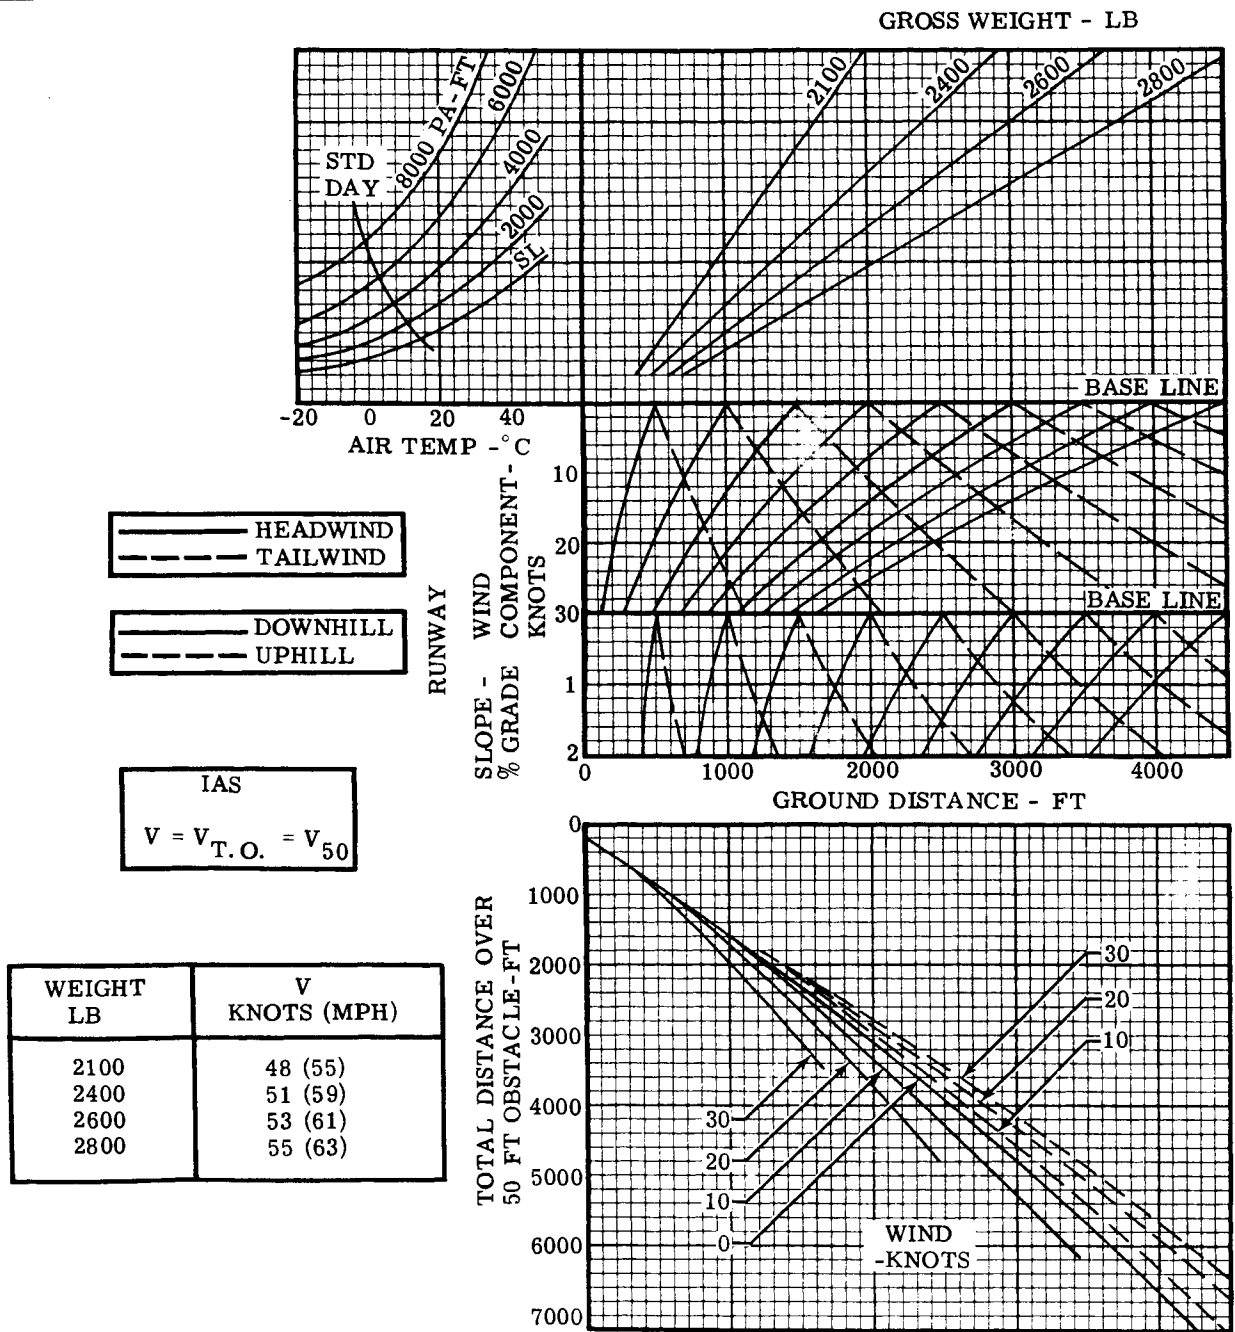 GROSS WEIGHT - LB
2100
2400
2600
2800
8000 PA-FT
6000
4000
2000
SL
STD
DAY
BASE LINE
-20 0 20 40
AIR TEMP -°C
10
20
30
WIND
COMPONENT-
KNOTS
HEADWIND
TAILWIND
BASE LINE
DOWNHILL
UPHILL
RUNWAY
SLOPE -
% GRADE
1
2
0 1000 2000 3000 4000
GROUND DISTANCE - FT
IAS
V = V T.O. = V 50
0
1000
2000
3000
4000
5000
6000
7000
TOTAL DISTANCE OVER
50 FT OBSTACLE-FT
30
20
10
30
20
10
0
WIND
-KNOTS
WEIGHT LB V KNOTS (MPH)
2100 48 (55)
2400 51 (59)
2600 53 (61)
2800 55 (63)